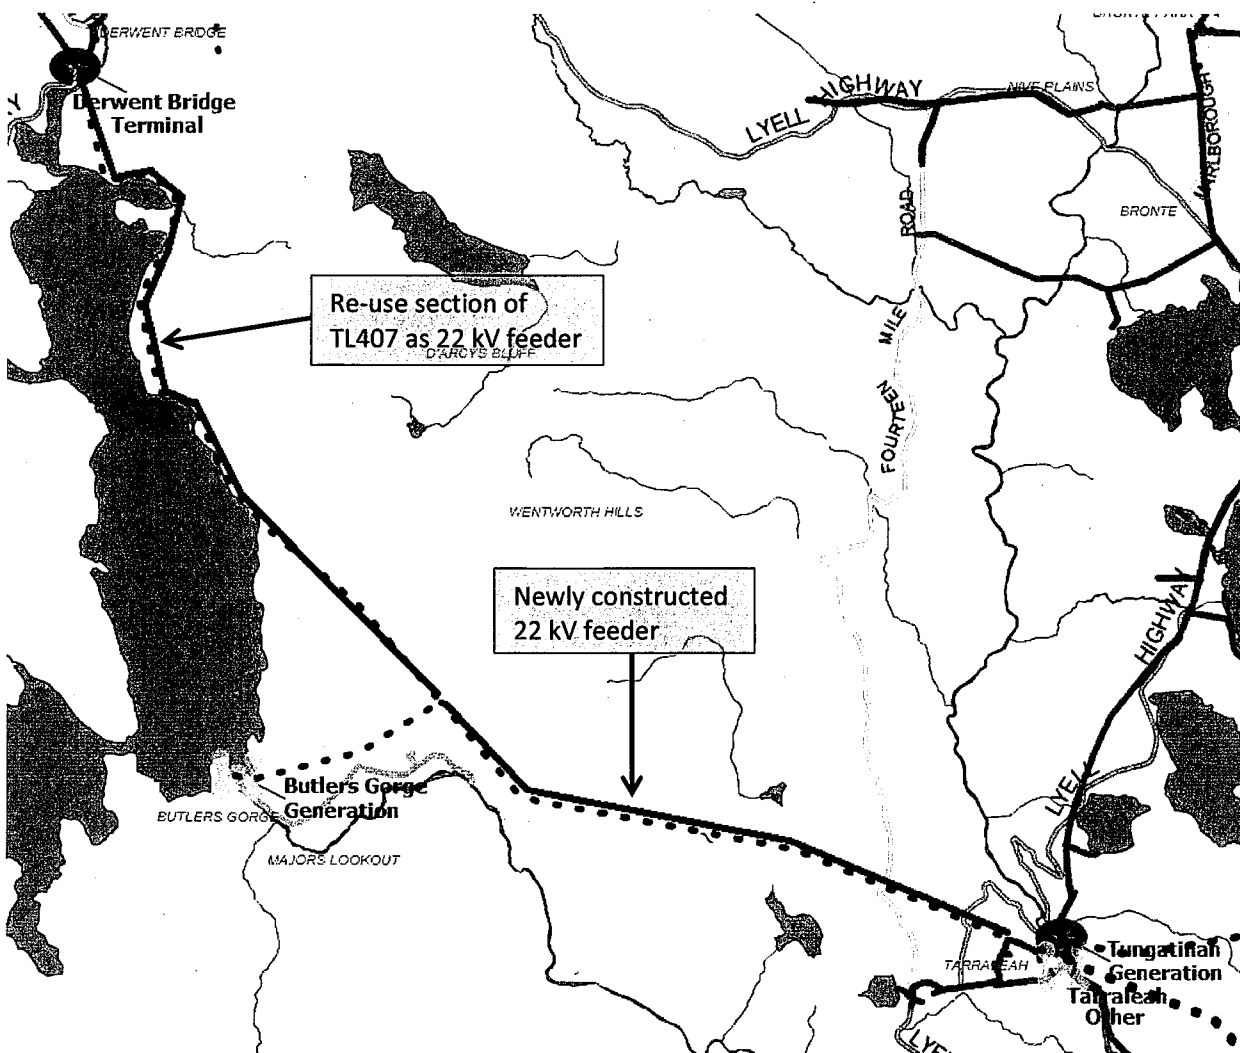 DERWENT BRIDGE
Derwent Bridge
Terminal
LYELL HIGHWAY
NIVE PLAINS
BRONTE
ROAD
MILE
FOURTEEN
Re-use section of
TL407 as 22 kV feeder
D'ARCYS BLUFF
WENTWORTH HILLS
Newly constructed
22 kV feeder
HIGHWAY
LYELL
Butlers Gorge
Generation
BUTLERS GORGE
MAJORS LOOKOUT
TARRALEAH
Generation
Tarraleah
Other